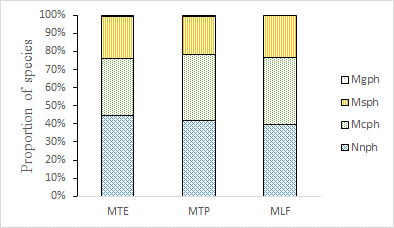 Proportion of species
100%
90%
80%
70%
60%
50%
40%
30%
20%
10%
0%
MTE MTP MLF
Mgph
Msph
Mcph
Nnph